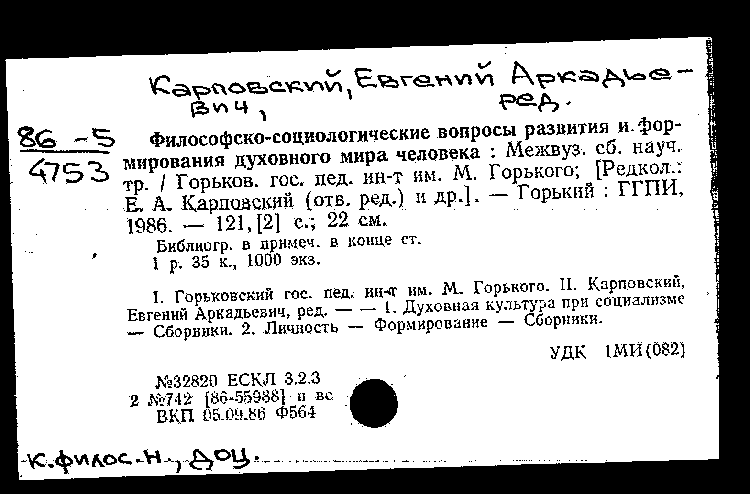 Карповский, Евгений Аркадье-
вич,
ред.
86-5
4753
Философско-социологические вопросы развития и фор-
мирования духовного мира человека : Межвуз. сб. науч.
тр. / Горьков. гос. пед. ин-т им. М. Горького; [Редкол.:
Е. А. Карповский (отв. ред.) и др.]. — Горький : ГГПИ,
1986. — 121, [2] с.; 22 см.
Библиогр. в примеч. в конце ст.
1 р. 35 к., 1000 экз.
I. Горьковский гос. пед. ин-т им. М. Горького. II. Карповский,
Евгений Аркадьевич, ред. — — 1. Духовная культура при социализме
— Сборники. 2. Личность — Формирование — Сборники.
УДК 1МИ(082)
№32820 ЕСКЛ 3.2.3
2 №742 [86-55938] п вс
ВКП 05.09.86 Ф564
к.филос.н., доц.